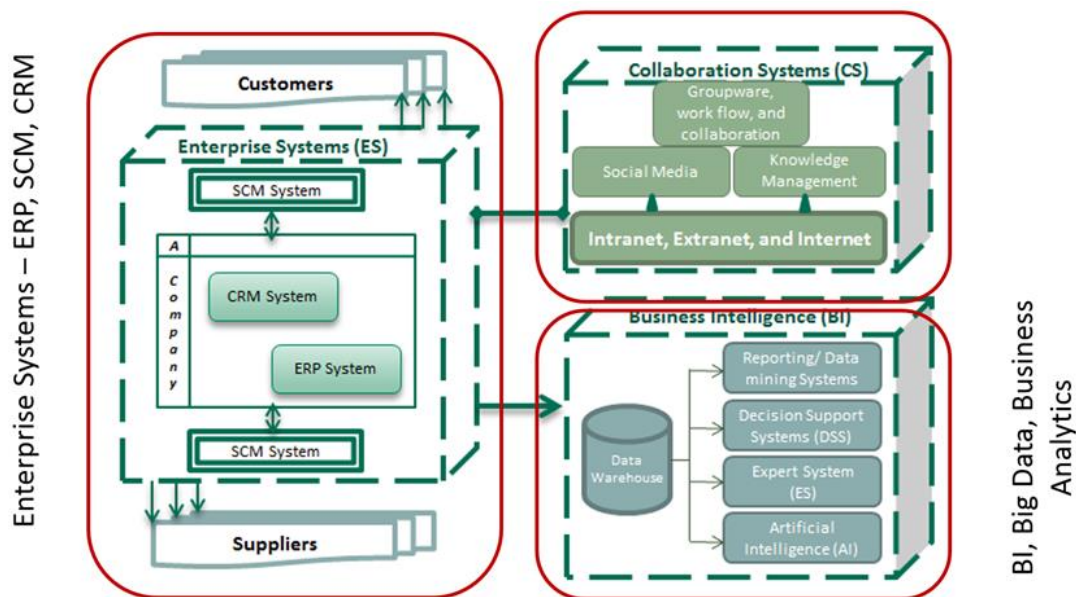 Enterprise Systems – ERP, SCM, CRM
Customers
Enterprise Systems (ES)
SCM System
A
Company
CRM System
ERP System
SCM System
Suppliers
Collaboration Systems (CS)
Groupware,
work flow, and
collaboration
Social Media
Knowledge
Management
Intranet, Extranet, and Internet
Business Intelligence (BI)
Data
Warehouse
Reporting/ Data
mining Systems
Decision Support
Systems (DSS)
Expert System
(ES)
Artificial
Intelligence (AI)
BI, Big Data, Business
Analytics